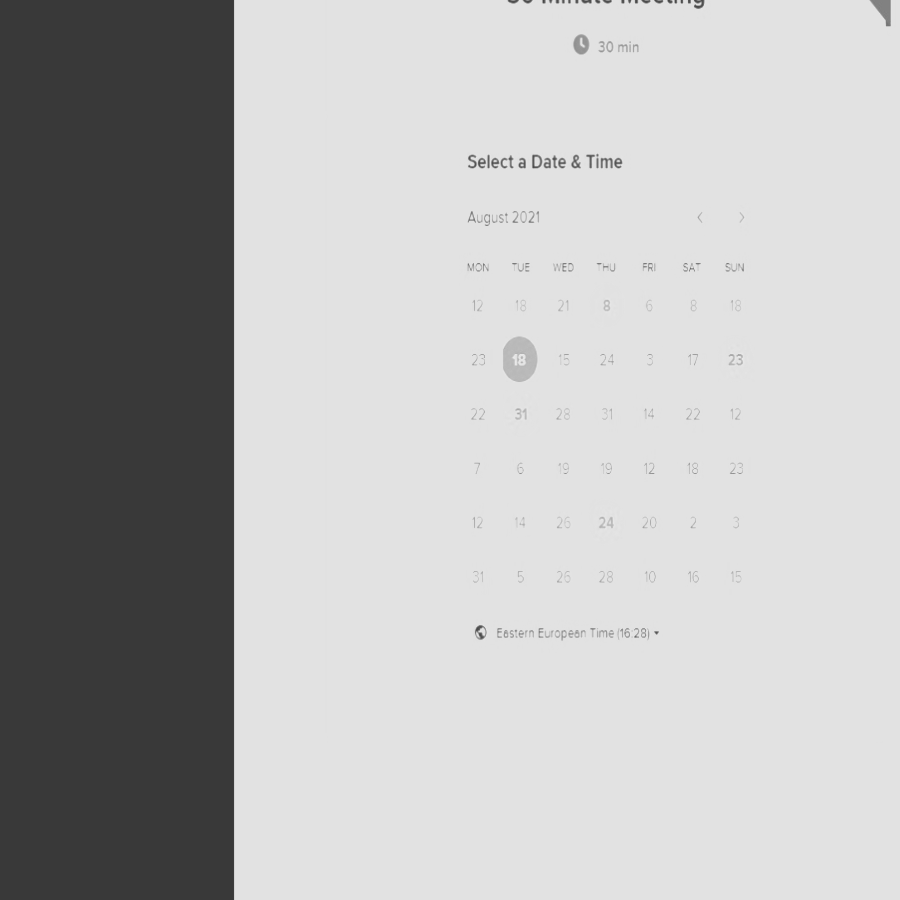 30 min
Select a Date & Time
August 2021
MON TUE WED THU FRI SAT SUN
12 18 21 8 6 8 18
23 18 15 24 3 17 23
22 31 28 31 14 22 12
7 6 19 19 12 18 23
12 14 26 24 20 2 3
31 5 26 28 10 16 15
Eastern European Time (16:28)